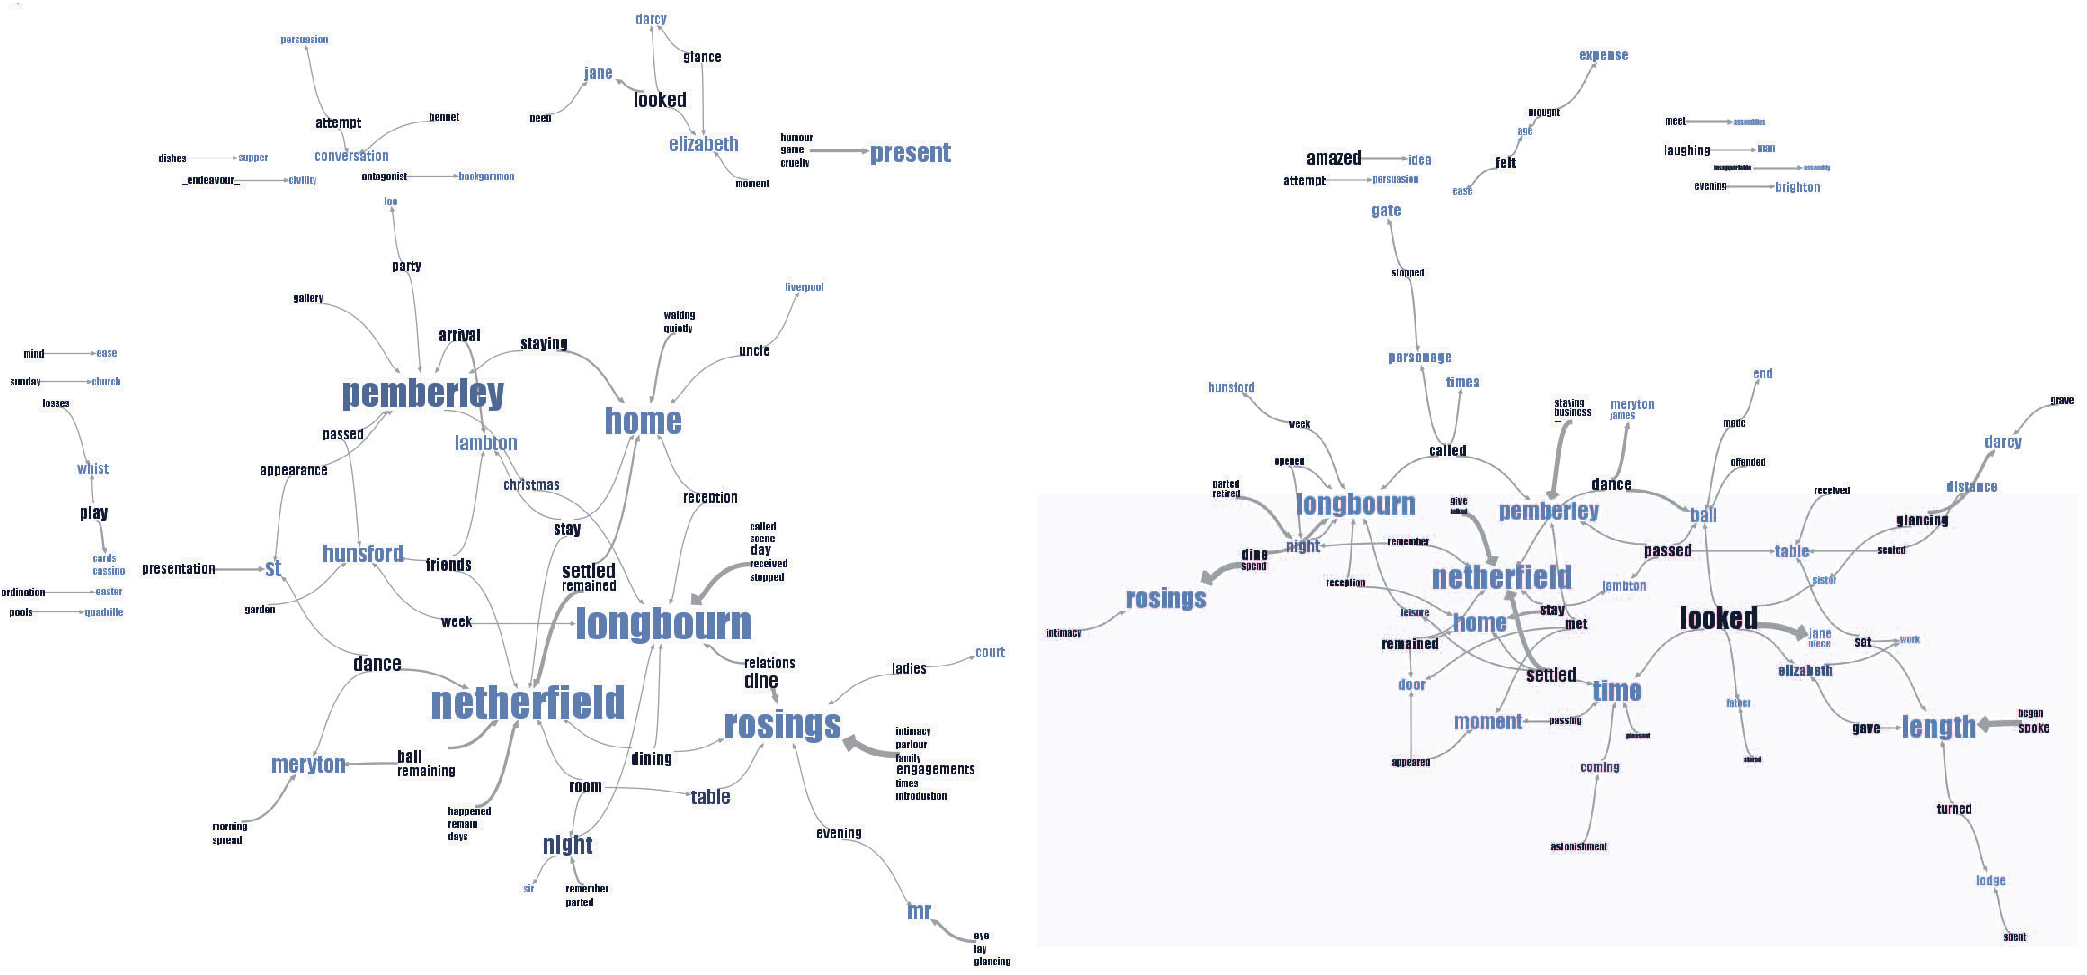 darcy
persuasion
glance
jane
looked
attempt
bennet
elizabeth
humour
game
present
conversation
dishes
supper
_endeavour_
civility
antagonist
backgammon
moment
loo
party
gallery
liverpool
arrival
staying
quietly
uncle
mind
ease
sunday
church
losses
pemberley
home
passed
lambton
appearance
whist
christmas
reception
play
stay
called
scene
day
received
stopped
cards
cassino
hunsford
friends
settled
remained
presentation
st
ordination
easter
pools
quadrille
garden
week
longbourn
dance
relations
dine
ladies
court
netherfield
rosings
intimacy
parlour
family
engagements
times
introduction
meryton
ball
remaining
dining
room
table
happened
remain
days
morning
spread
night
evening
sir
remember
parted
mr
eye
lay
glancing
expense
thought
age
meet
assemblies
amazed
idea
felt
laughing
man
attempt
persuasion
ease
insupportable
assembly
evening
brighton
gate
stopped
parsonage
times
hunsford
week
end
staying
business
meryton
james
made
grave
darcy
called
opened
offended
parted
retired
longbourn
give
pemberley
dance
ball
received
distance
glancing
night
remember
dine
spend
passed
table
seated
netherfield
reception
lambton
sister
rosings
intimacy
leisure
home
stay
met
looked
jane
niece
set
work
remained
settled
elizabeth
door
time
father
moment
passing
pleasant
gave
length
began
spoke
appeared
coming
turned
astonishment
lodge
spent